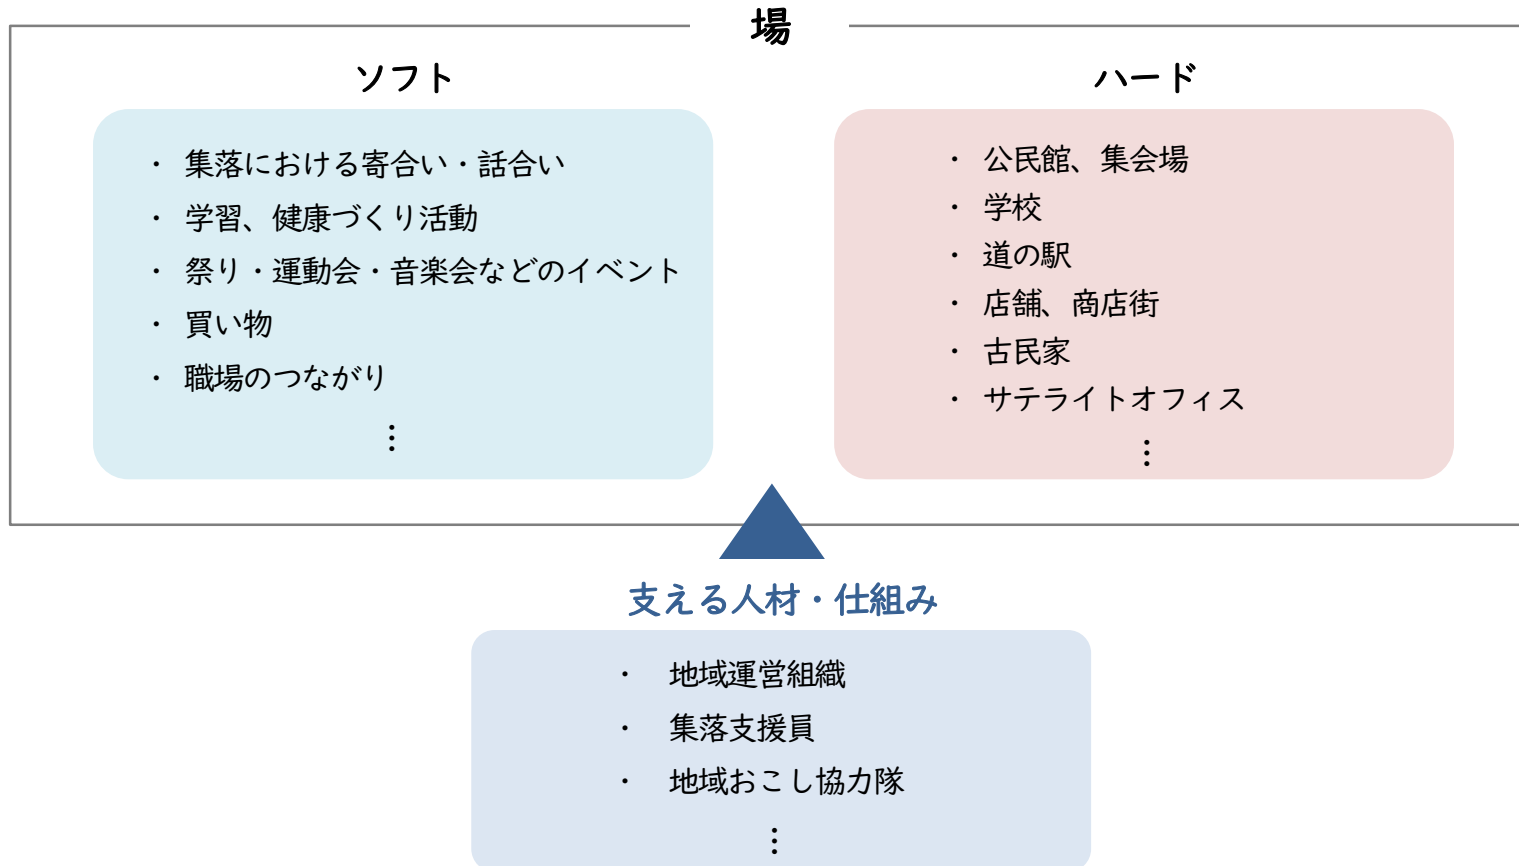 場
ソフト
・ 集落における寄合い・話合い
・ 学習、健康づくり活動
・ 祭り・運動会・音楽会などのイベント
・ 買い物
・ 職場のつながり
⋮
ハード
・ 公民館、集会場
・ 学校
・ 道の駅
・ 店舗、商店街
・ 古民家
・ サテライトオフィス
⋮
支える人材・仕組み
・ 地域運営組織
・ 集落支援員
・ 地域おこし協力隊
⋮